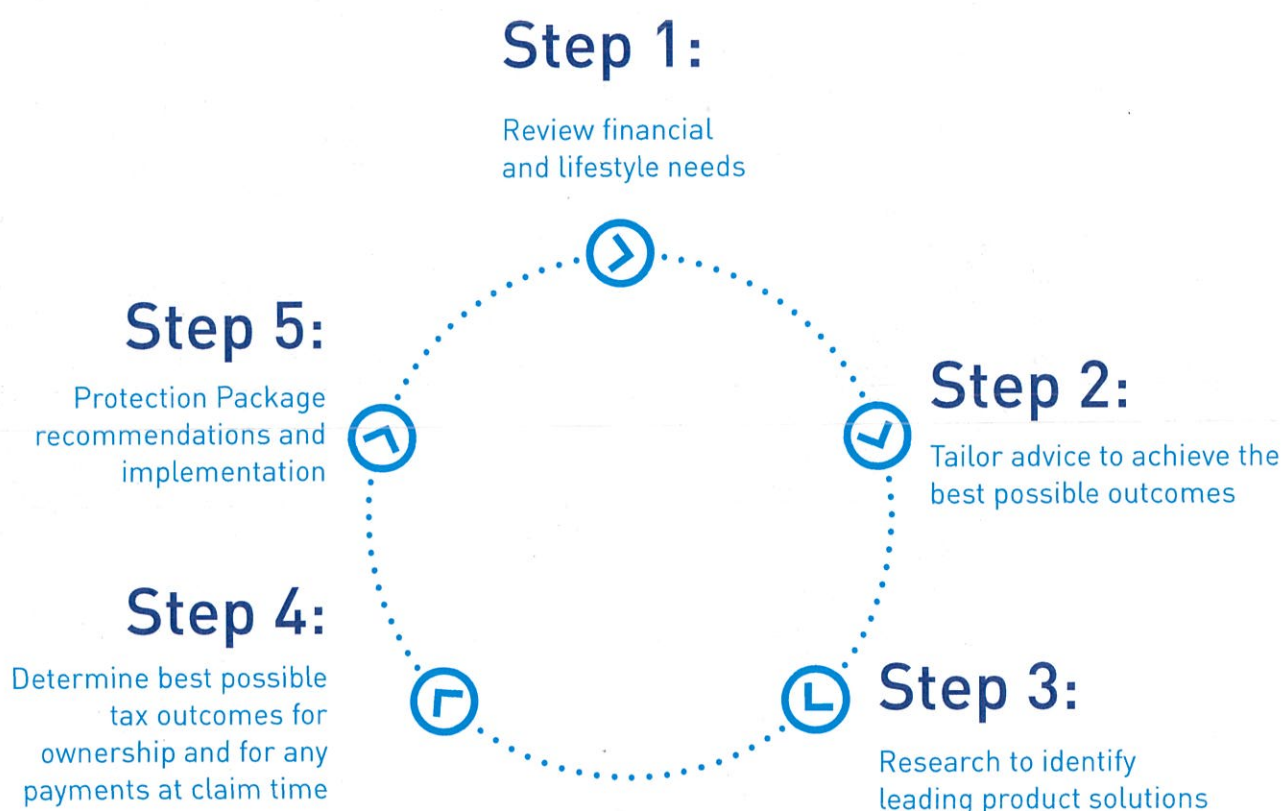 Step 1:
Review financial
and lifestyle needs
Step 2:
Tailor advice to achieve the
best possible outcomes
Step 3:
Research to identify
leading product solutions
Step 4:
Determine best possible
tax outcomes for
ownership and for any
payments at claim time
Step 5:
Protection Package
recommendations and
implementation